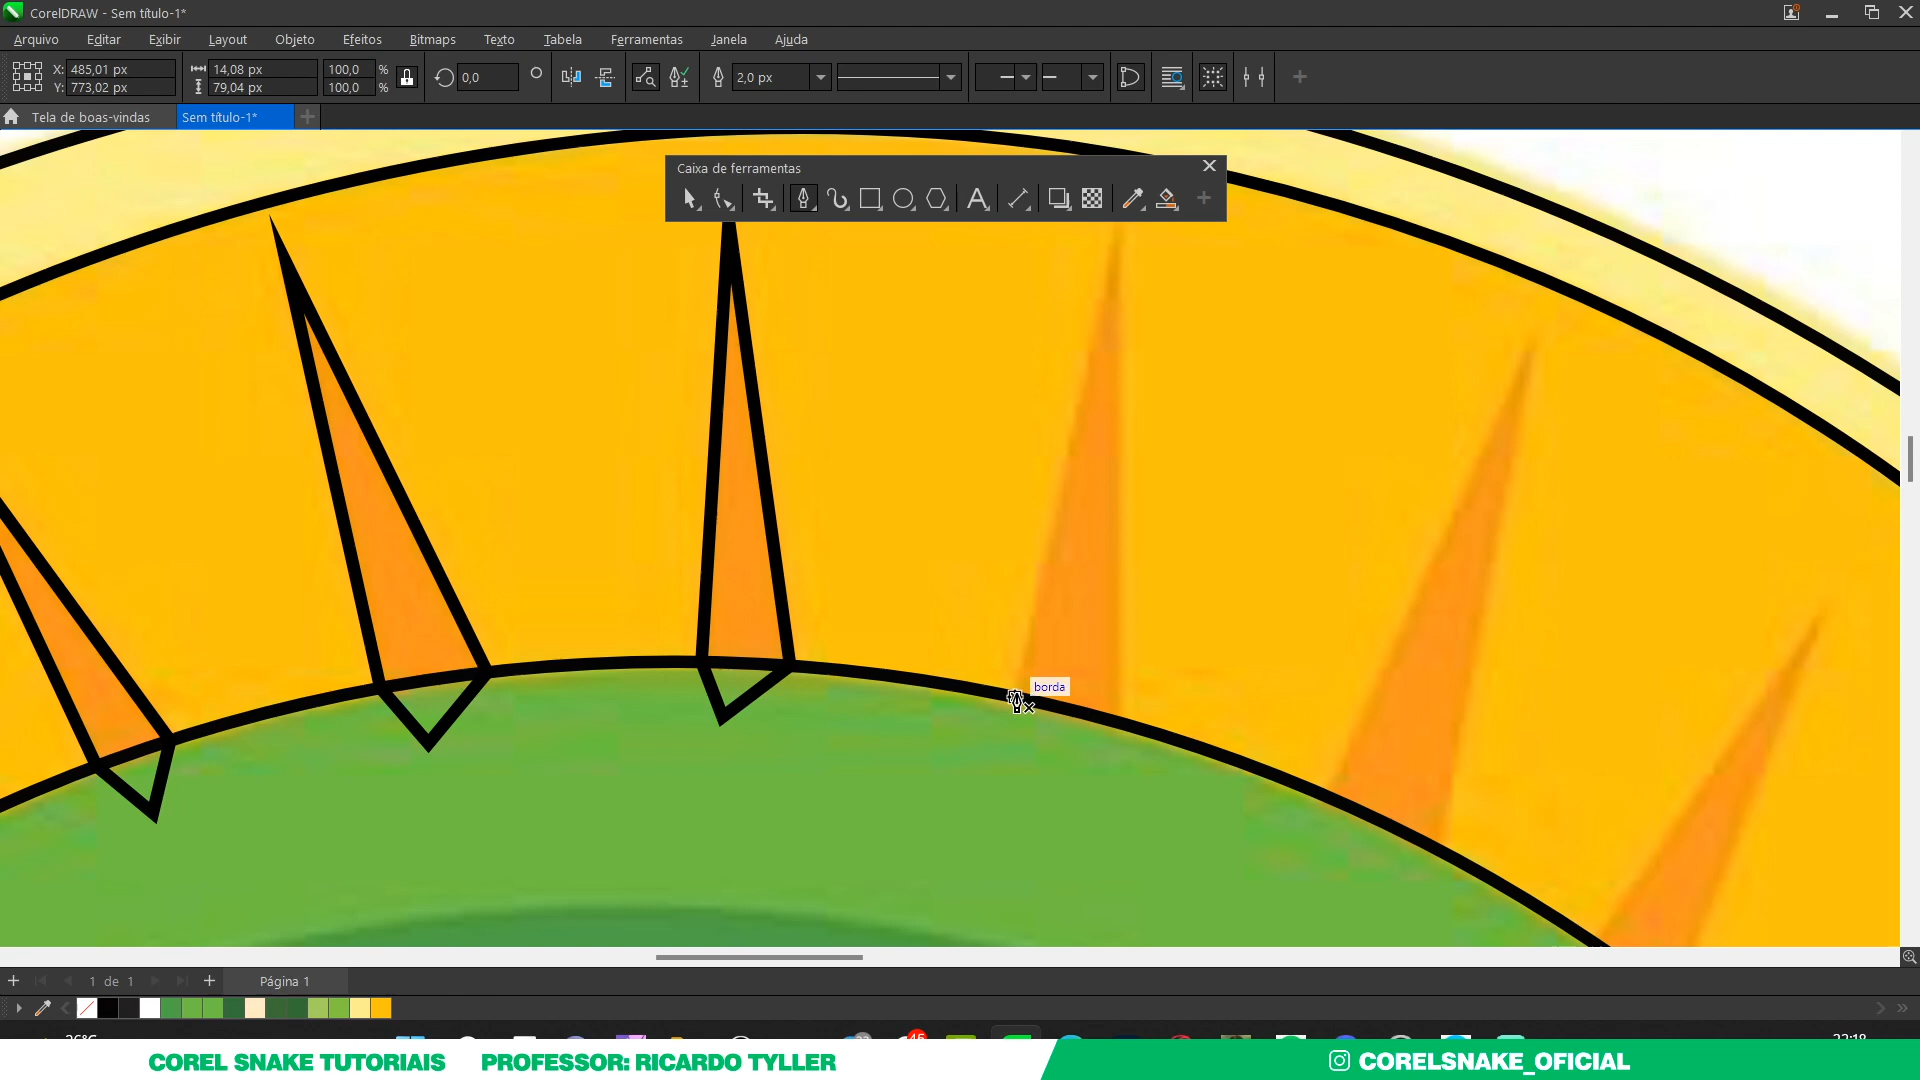 CorelDRAW - Sem título-1*
Arquivo Editar Exibir Layout Objeto Efeitos Bitmaps Texto Tabela Ferramentas Janela Ajuda
X: 485,01 px 14,08 px 100,0 % 0,0 2,0 px
Y: 773,02 px 79,04 px 100,0 %
Tela de boas-vindas Sem título-1*
Caixa de ferramentas
borda
1 de 1 Página 1
COREL SNAKE TUTORIAIS PROFESSOR: RICARDO TYLLER CORELSNAKE_OFICIAL